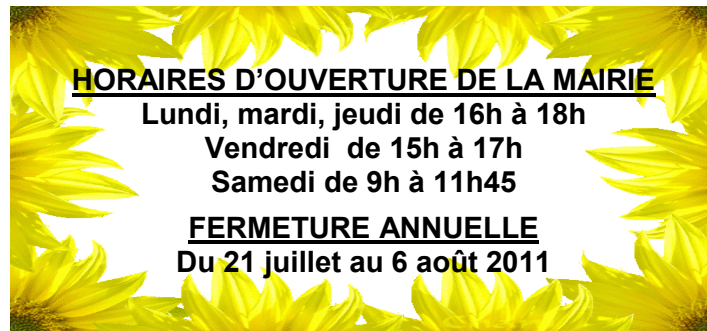 HORAIRES D’OUVERTURE DE LA MAIRIE
Lundi, mardi, jeudi de 16h à 18h
Vendredi  de 15h à 17h
Samedi de 9h à 11h45
FERMETURE ANNUELLE
Du 21 juillet au 6 août 2011